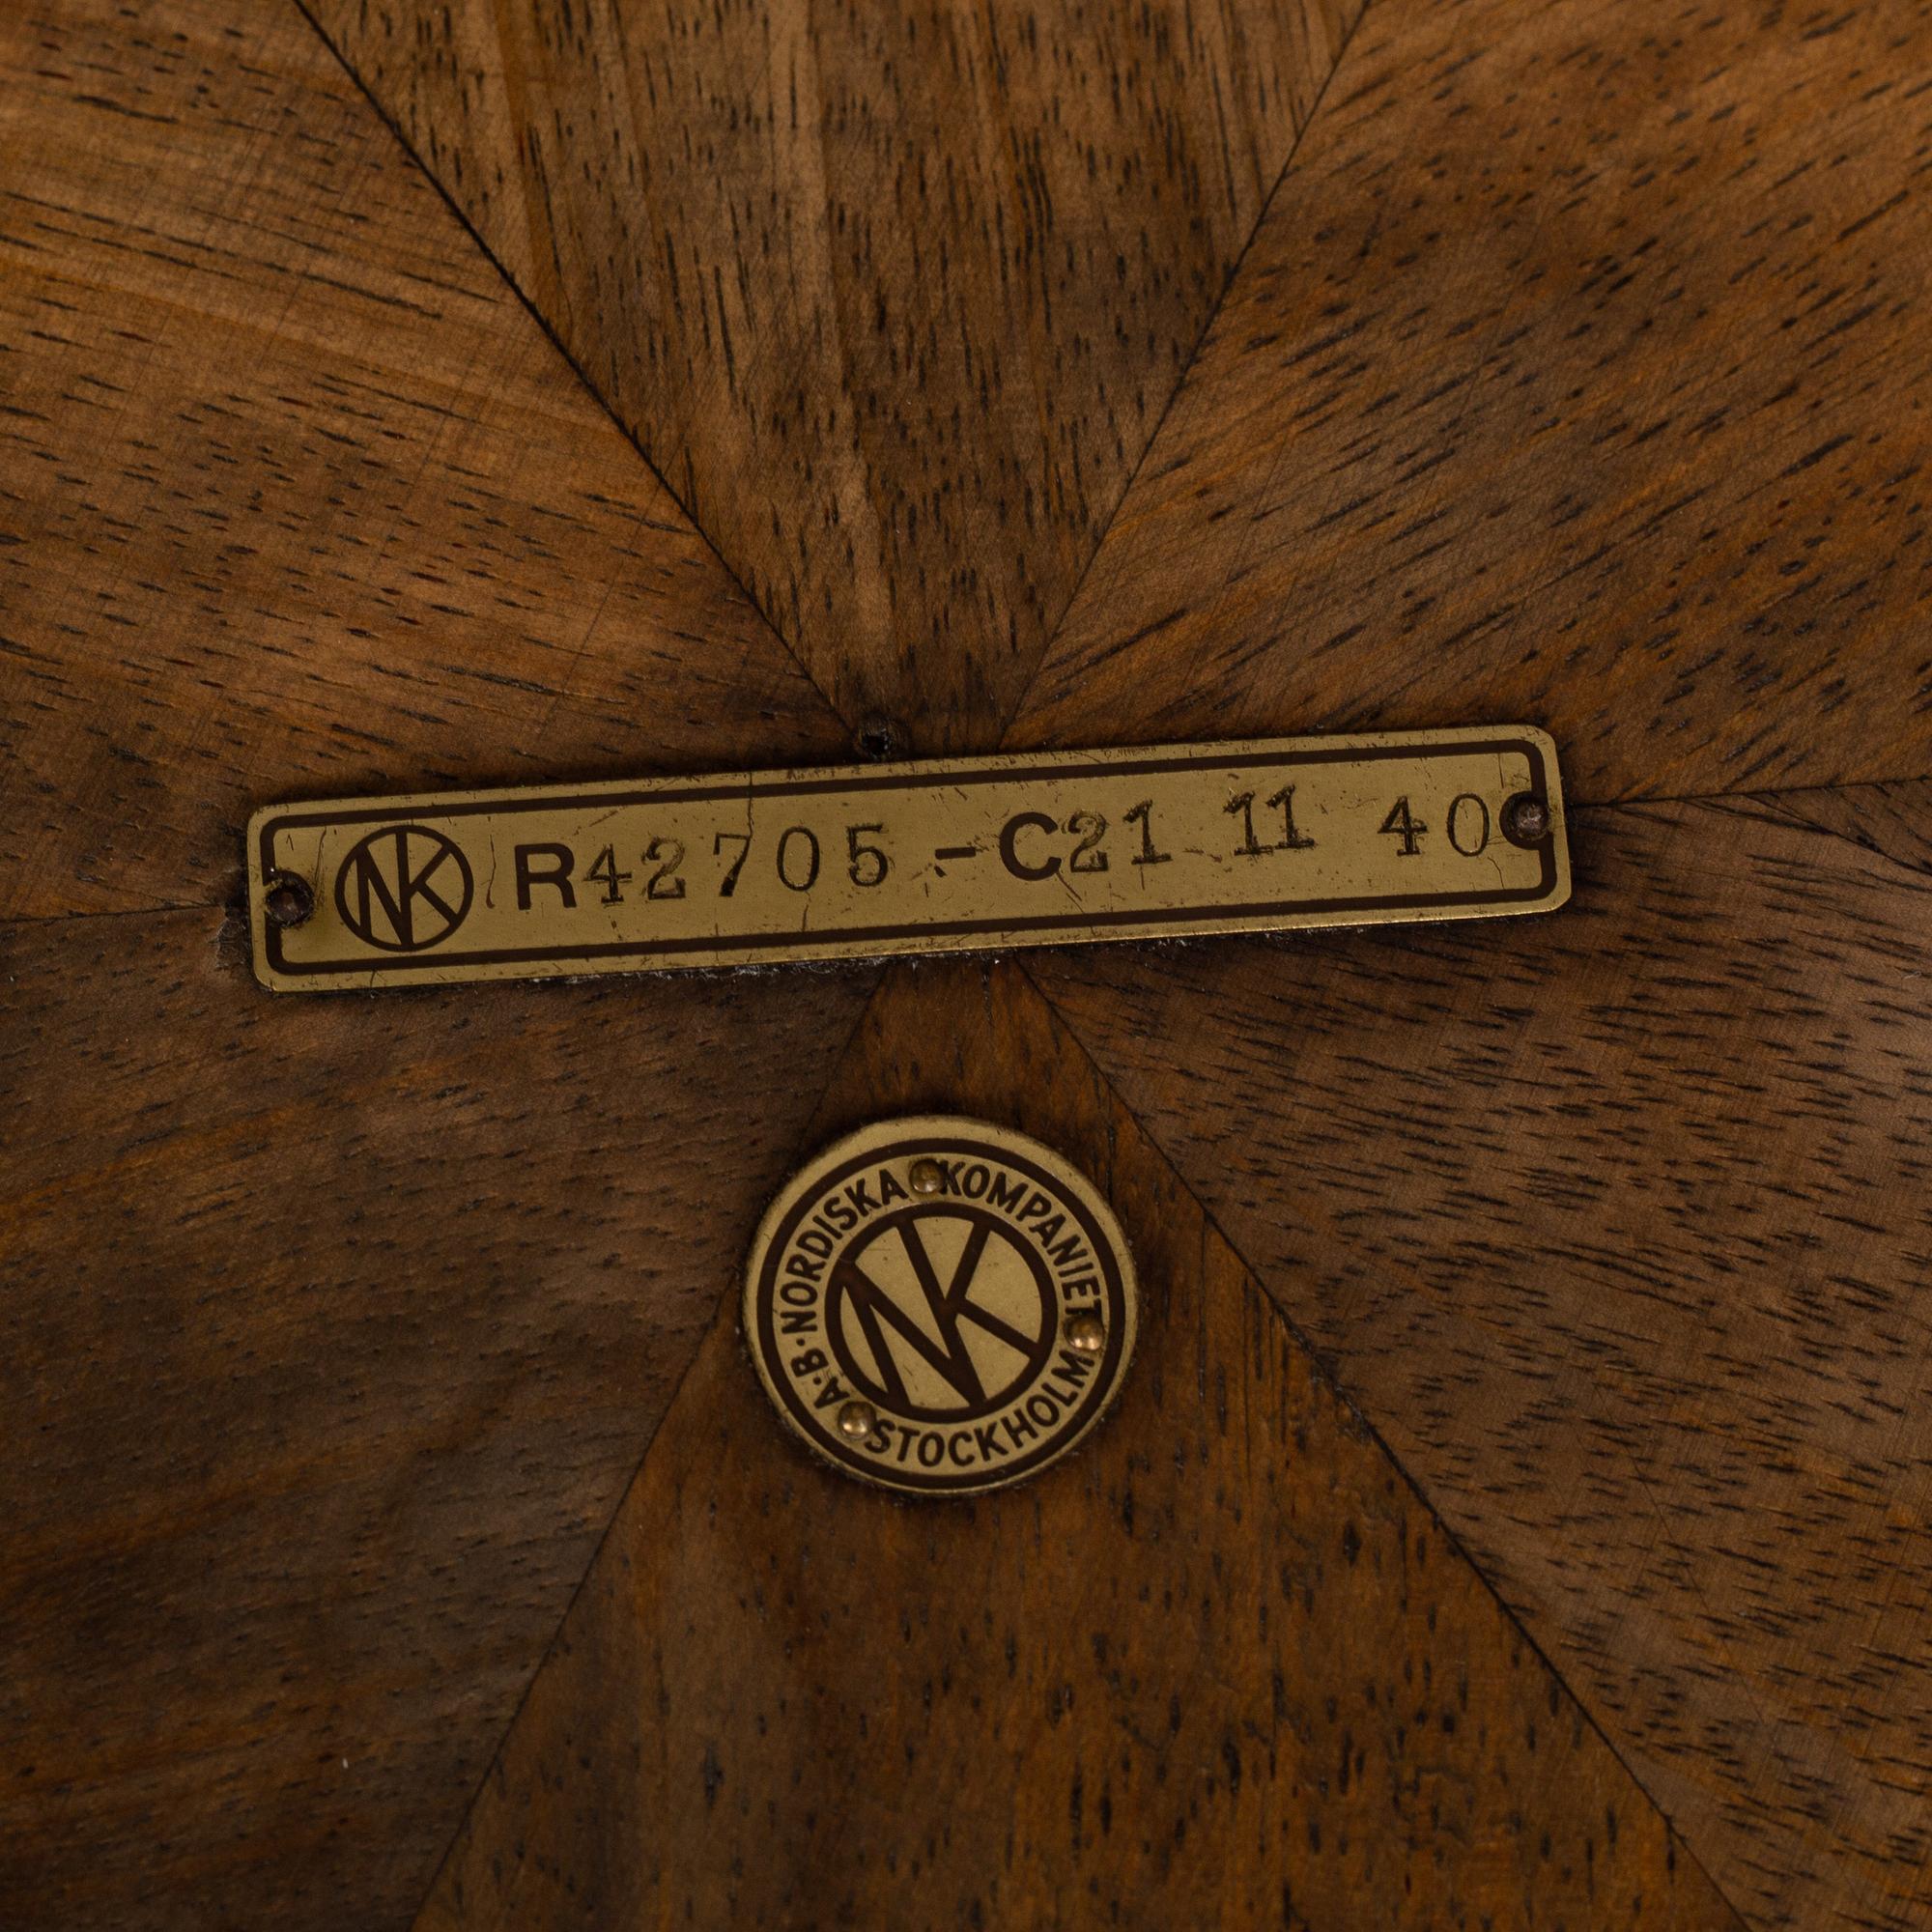 NK R42705-C21 11 40
A.B. NORDISKA KOMPANIET
STOCKHOLM
NK